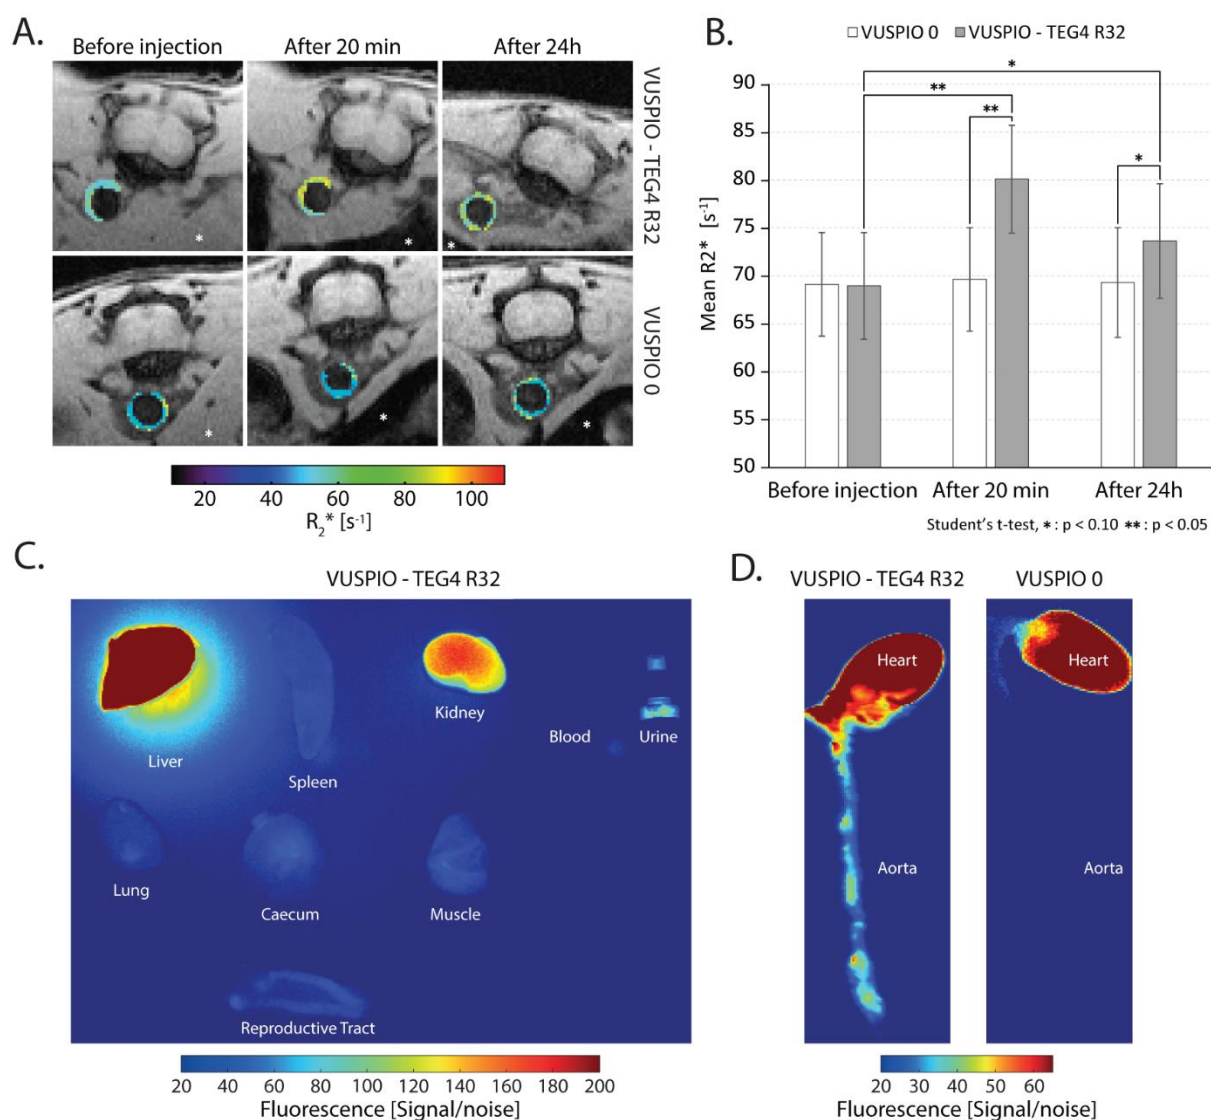 A.
Before injection
After 20 min
After 24h
VUSPIO - TEG4 R32
*
*
*
VUSPIO 0
*
*
*
20 40 60 80 100
R2* [s-1]
B.
VUSPIO 0 VUSPIO - TEG4 R32
*
**
**
*
Mean R2* [s-1]
90
85
80
75
70
65
60
55
50
Before injection After 20 min After 24h
Student's t-test, *: p < 0.10 **: p < 0.05
C.
VUSPIO - TEG4 R32
Liver
Spleen
Kidney
Blood
Urine
Lung
Caecum
Muscle
Reproductive Tract
20 40 60 80 100 120 140 160 180 200
Fluorescence [Signal/noise]
D.
VUSPIO - TEG4 R32
VUSPIO 0
Heart
Heart
Aorta
Aorta
20 30 40 50 60
Fluorescence [Signal/noise]